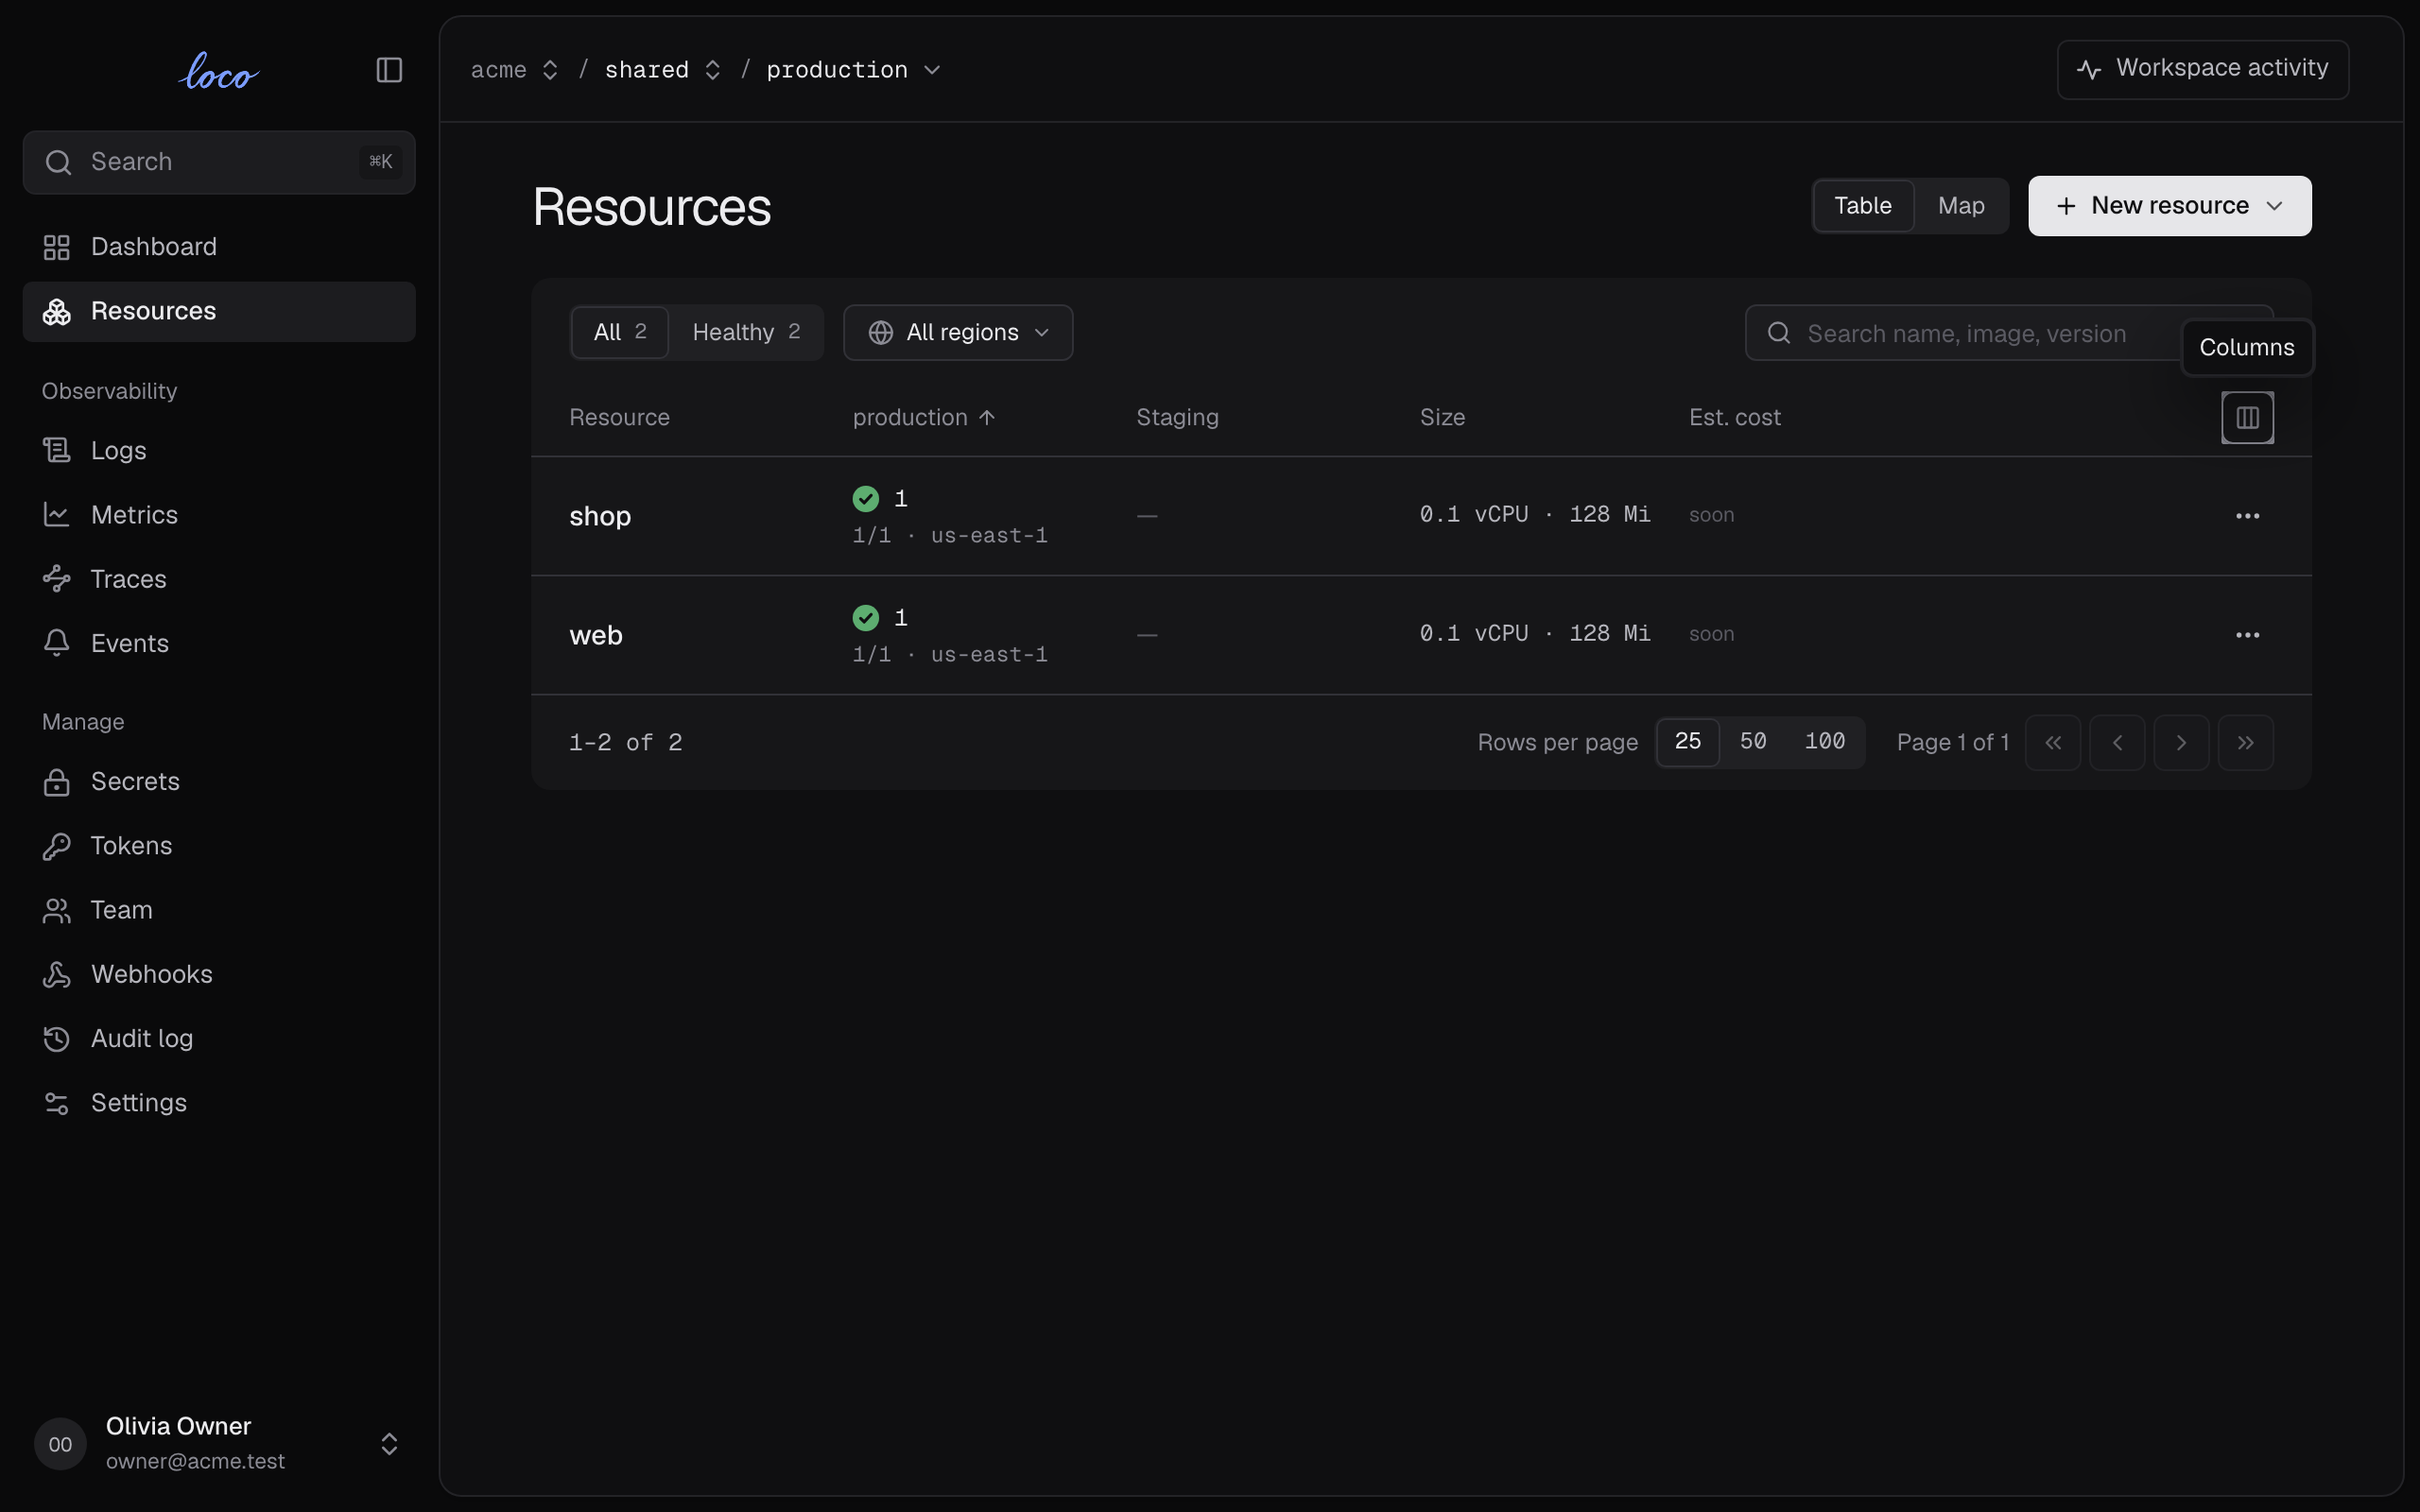 loco
acme / shared / production
Workspace activity
Search ⌘K
Dashboard
Resources
Observability
Logs
Metrics
Traces
Events
Manage
Secrets
Tokens
Team
Webhooks
Audit log
Settings
OO
Olivia Owner
owner@acme.test
Resources
Table Map
+ New resource
All 2 Healthy 2
All regions
Search name, image, version
Columns
Resource production ↑ Staging Size Est. cost
shop 1 — 0.1 vCPU · 128 Mi soon
1/1 · us-east-1
web 1 — 0.1 vCPU · 128 Mi soon
1/1 · us-east-1
1-2 of 2
Rows per page 25 50 100
Page 1 of 1